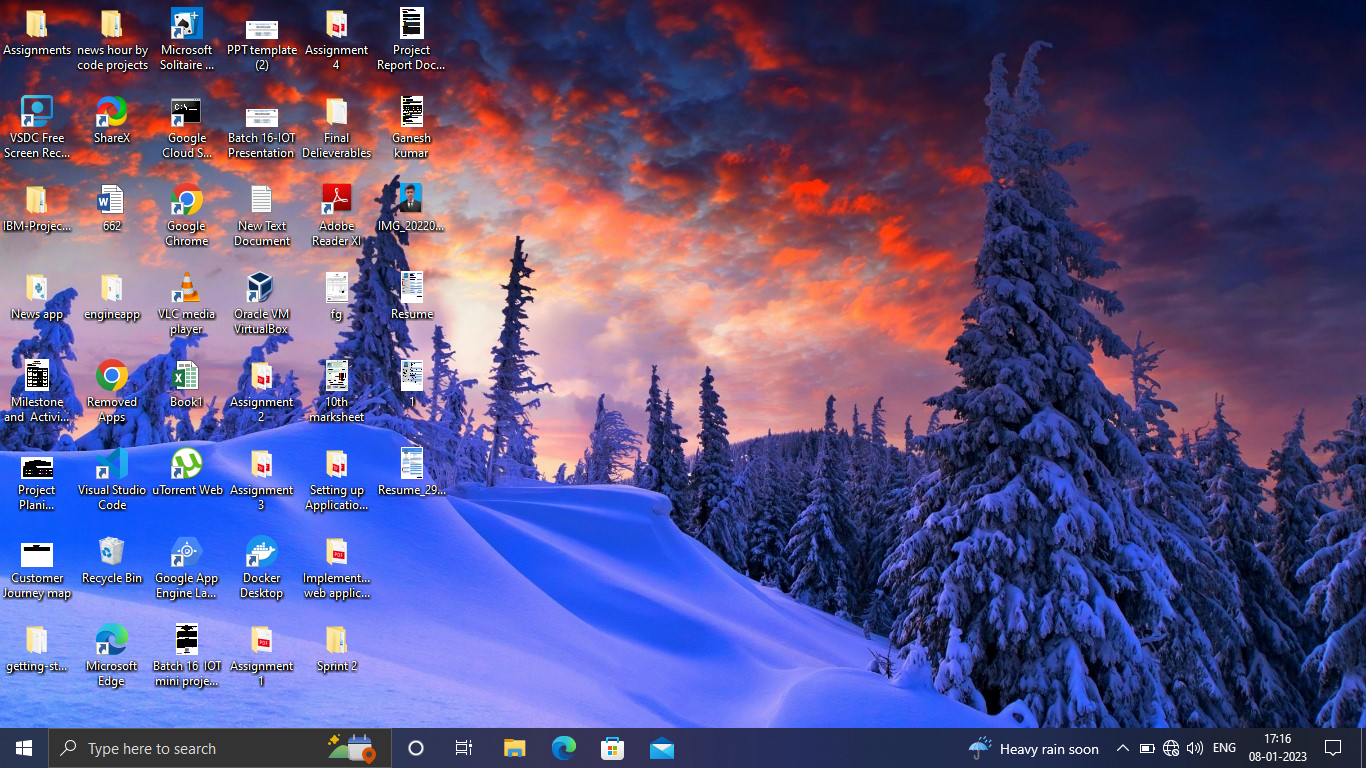 Assignments
news hour by
code projects
Microsoft
Solitaire ...
PPT template
(2)
Assignment
4
Project
Report Doc...
VSDC Free
Screen Rec...
ShareX
Google
Cloud S...
Batch 16-IOT
Presentation
Final
Delieverables
Ganesh
kumar
IBM-Projec...
662
Google
Chrome
New Text
Document
Adobe
Reader XI
IMG_20220...
News app
engineapp
VLC media
player
Oracle VM
VirtualBox
fg
Resume
Milestone
and Activi...
Removed
Apps
Book1
Assignment
2
10th
marksheet
1
Project
Plani...
Visual Studio
Code
uTorrent Web
Assignment
3
Setting up
Applicatio...
Resume_29...
Customer
Journey map
Recycle Bin
Google App
Engine La...
Docker
Desktop
Implement...
web applic...
getting-st...
Microsoft
Edge
Batch 16 IOT
mini proje...
Assignment
1
Sprint 2
Type here to search
Heavy rain soon
ENG
17:16
08-01-2023